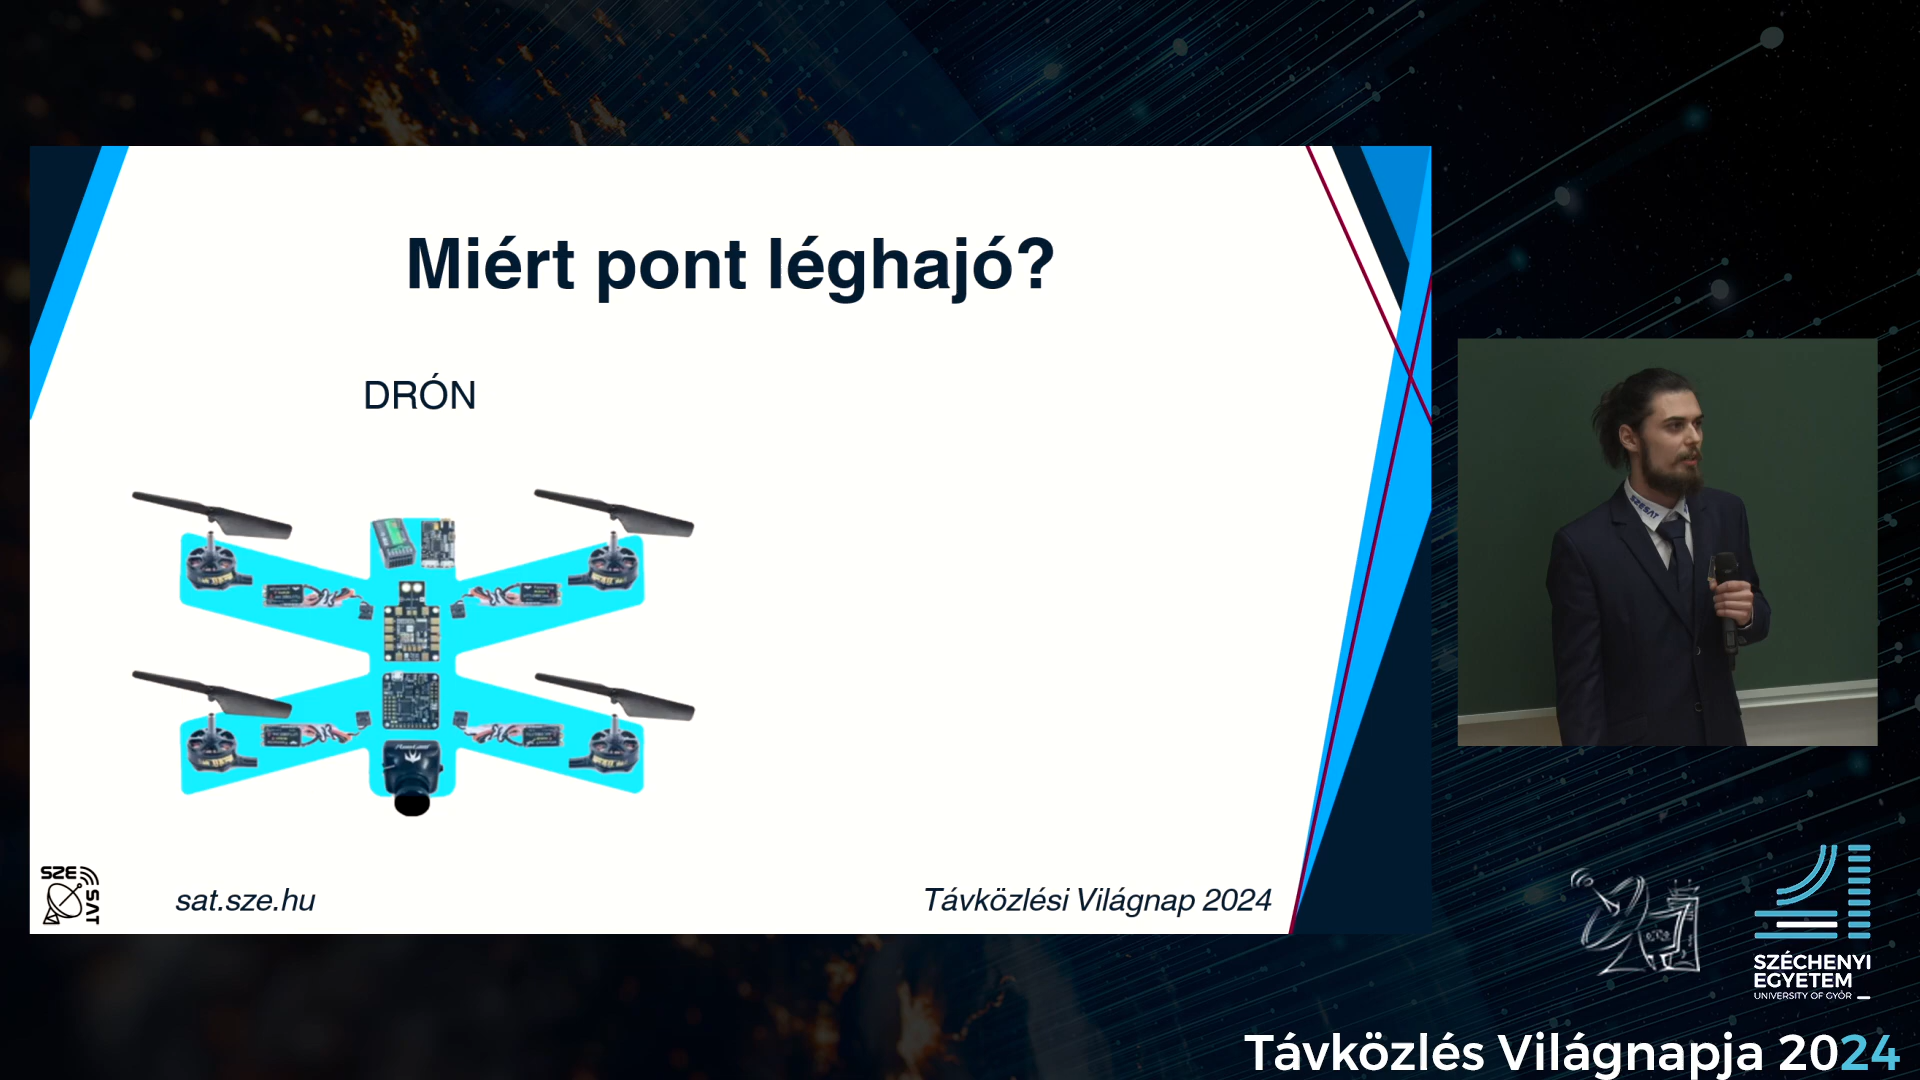 Miért pont léghajó?
DRÓN
SZESAT
SZE
SAT
sat.sze.hu
Távközlési Világnap 2024
SZÉCHENYI
EGYETEM
UNIVERSITY OF GYŐR
Távközlés Világnapja 2024